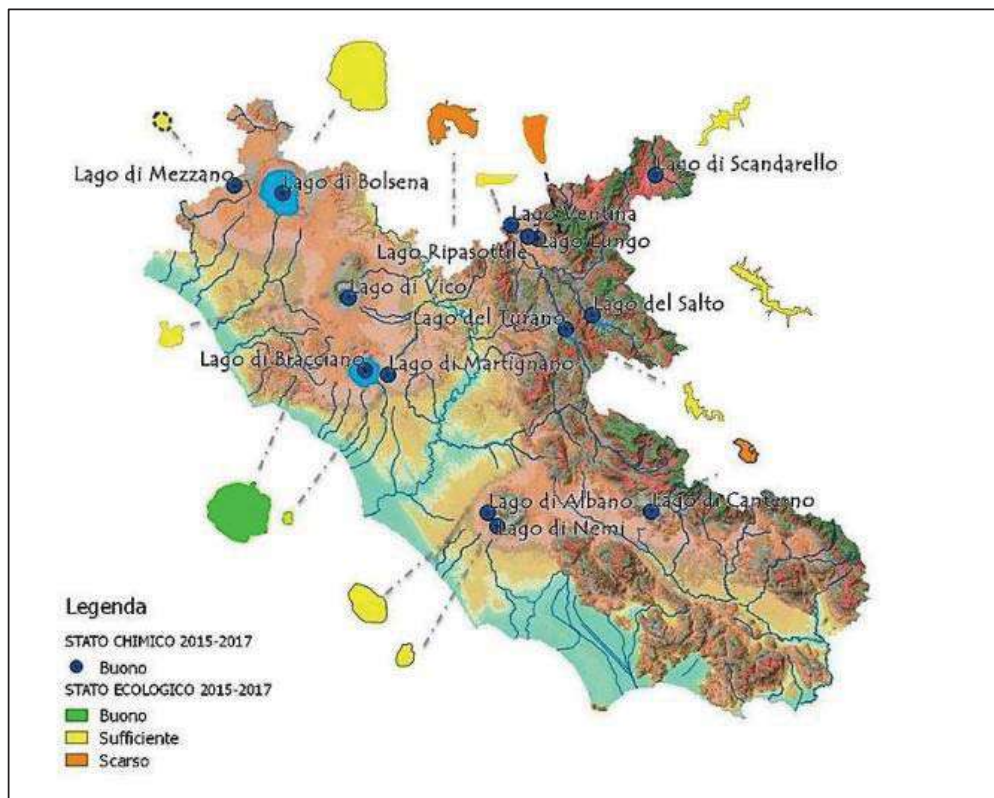 Lago di Scandarello
Lago di Mezzano
Lago di Bolsena
Lago Ventina
Lago Lungo
Lago Ripasottile
Lago di Vico
Lago del Salto
Lago del Turano
Lago di Bracciano
Lago di Martignano
Lago di Albano
Lago di Canterno
Lago di Nemi
Legenda
STATO CHIMICO 2015-2017
Buono
STATO ECOLOGICO 2015-2017
Buono
Sufficiente
Scarso